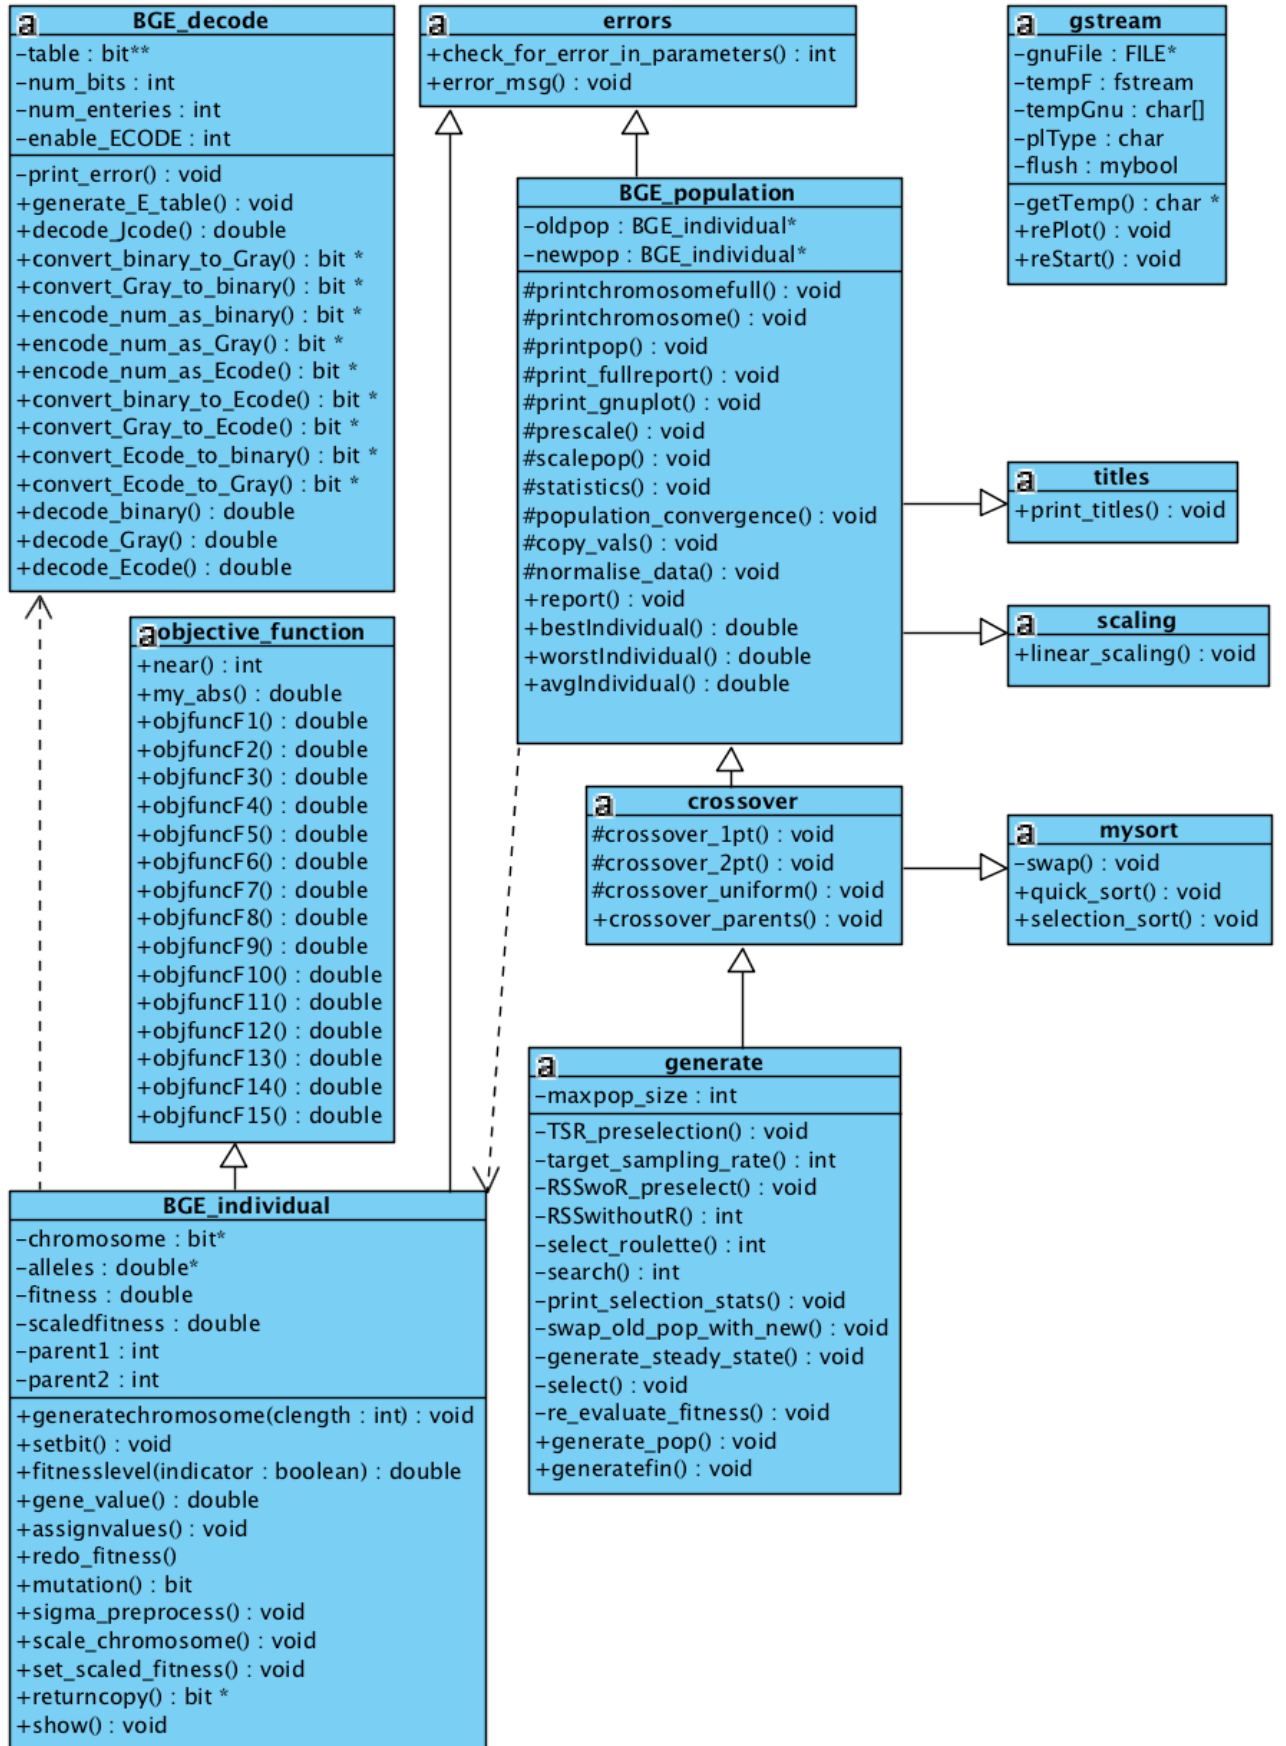 a BGE_decode
-table : bit**
-num_bits : int
-num_enteries : int
-enable_ECODE : int
-print_error() : void
+generate_E_table() : void
+decode_Jcode() : double
+convert_binary_to_Gray() : bit *
+convert_Gray_to_binary() : bit *
+encode_num_as_binary() : bit *
+encode_num_as_Gray() : bit *
+encode_num_as_Ecode() : bit *
+convert_binary_to_Ecode() : bit *
+convert_Gray_to_Ecode() : bit *
+convert_Ecode_to_binary() : bit *
+convert_Ecode_to_Gray() : bit *
+decode_binary() : double
+decode_Gray() : double
+decode_Ecode() : double
a errors
+check_for_error_in_parameters() : int
+error_msg() : void
a gstream
-gnuFile : FILE*
-tempF : fstream
-tempGnu : char[]
-plType : char
-flush : mybool
-getTemp() : char *
+rePlot() : void
+reStart() : void
BGE_population
-oldpop : BGE_individual*
-newpop : BGE_individual*
#printchromosomefull() : void
#printchromosome() : void
#printpop() : void
#print_fullreport() : void
#print_gnuplot() : void
#prescale() : void
#scalepop() : void
#statistics() : void
#population_convergence() : void
#copy_vals() : void
#normalise_data() : void
+report() : void
+bestIndividual() : double
+worstIndividual() : double
+avgIndividual() : double
a titles
+print_titles() : void
a scaling
+linear_scaling() : void
a objective_function
+near() : int
+my_abs() : double
+objfuncF1() : double
+objfuncF2() : double
+objfuncF3() : double
+objfuncF4() : double
+objfuncF5() : double
+objfuncF6() : double
+objfuncF7() : double
+objfuncF8() : double
+objfuncF9() : double
+objfuncF10() : double
+objfuncF11() : double
+objfuncF12() : double
+objfuncF13() : double
+objfuncF14() : double
+objfuncF15() : double
a crossover
#crossover_1pt() : void
#crossover_2pt() : void
#crossover_uniform() : void
+crossover_parents() : void
a mysort
-swap() : void
+quick_sort() : void
+selection_sort() : void
a generate
-maxpop_size : int
-TSR_preselection() : void
-target_sampling_rate() : int
-RSSwoR_preselect() : void
-RSSwithoutR() : int
-select_roulette() : int
-search() : int
-print_selection_stats() : void
-swap_old_pop_with_new() : void
-generate_steady_state() : void
-select() : void
-re_evaluate_fitness() : void
+generate_pop() : void
+generatefin() : void
BGE_individual
-chromosome : bit*
-alleles : double*
-fitness : double
-scaledfitness : double
-parent1 : int
-parent2 : int
+generatechromosome(clength : int) : void
+setbit() : void
+fitnesslevel(indicator : boolean) : double
+gene_value() : double
+assignvalues() : void
+redo_fitness()
+mutation() : bit
+sigma_preprocess() : void
+scale_chromosome() : void
+set_scaled_fitness() : void
+returncopy() : bit *
+show() : void